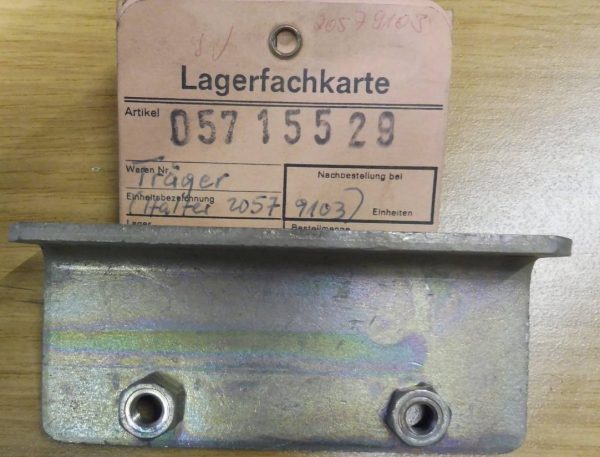 20579103
Lagerfachkarte
Artikel 05715529
Waren Nr.
Träger
Nachbestellung bei
Einheitsbezeichnung
(Halter 2057 9103)
Einheiten
Lager
Bestellmenge